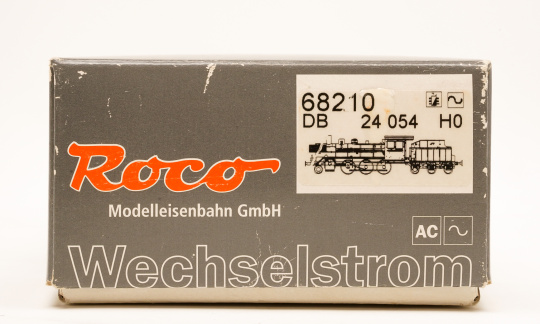 68210
DB 24 054 H0
Roco
Modelleisenbahn GmbH
AC
Wechselstrom